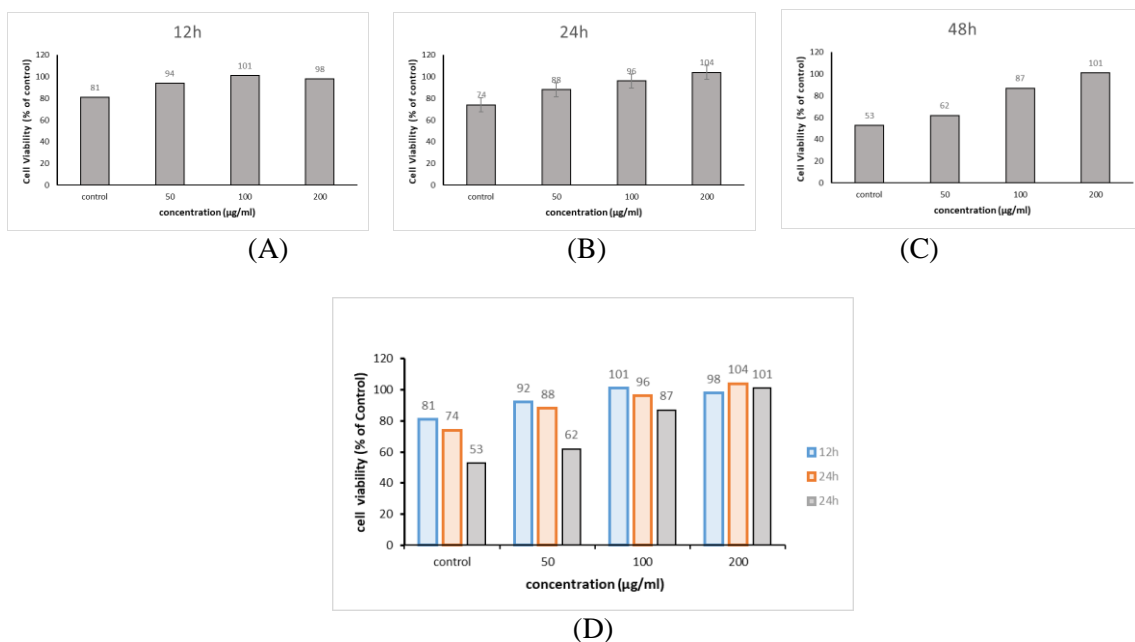 12h
Cell Viability (% of control)
120
100
80
60
40
20
0
81
94
101
98
control 50 100 200
concentration (µg/ml)
(A)
24h
Cell Viability (% of control)
120
100
80
60
40
20
0
74
88
96
104
control 50 100 200
concentration (µg/ml)
(B)
48h
Cell Viability (% of control)
120
100
80
60
40
20
0
53
62
87
101
control 50 100 200
concentration (µg/ml)
(C)
cell viability (% of Control)
120
100
80
60
40
20
0
81 74 53
92 88 62
101 96 87
98 104 101
control 50 100 200
concentration (µg/ml)
12h
24h
24h
(D)